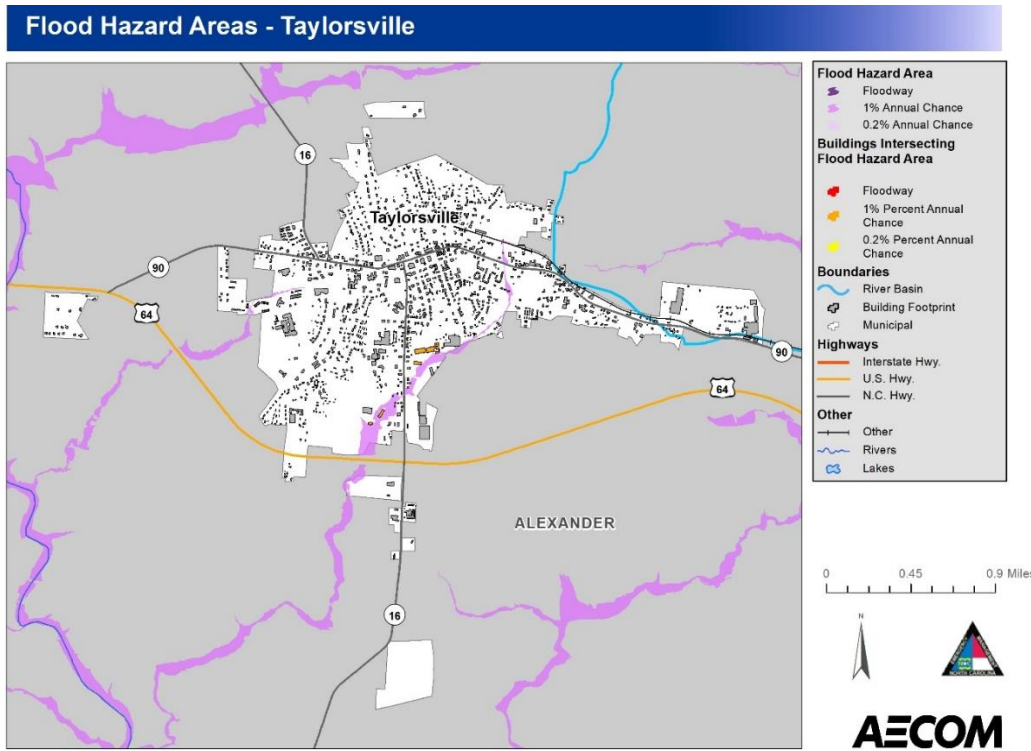 Flood Hazard Areas - Taylorsville
16
Taylorsville
90
64
90
64
ALEXANDER
16
Flood Hazard Area
Floodway
1% Annual Chance
0.2% Annual Chance
Buildings Intersecting
Flood Hazard Area
Floodway
1% Percent Annual
Chance
0.2% Percent Annual
Chance
Boundaries
River Basin
Building Footprint
Municipal
Highways
Interstate Hwy.
U.S. Hwy.
N.C. Hwy.
Other
Other
Rivers
Lakes
0 0.45 0.9 Miles
N
NORTH CAROLINA
AECOM